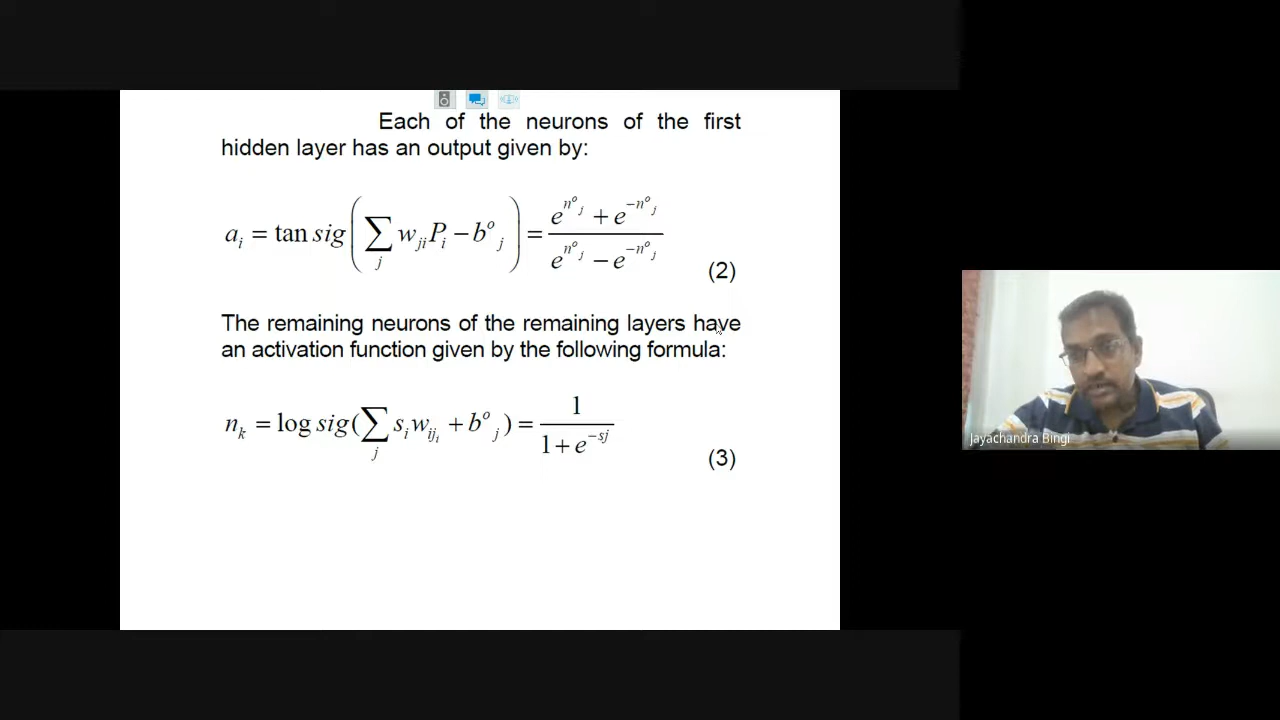 Each of the neurons of the first
hidden layer has an output given by:
a_i = tan sig ( ∑_j w_{ji} P_i − b^o_j ) = (e^{n^o_j} + e^{−n^o_j}) / (e^{n^o_j} − e^{−n^o_j})
(2)
The remaining neurons of the remaining layers have
an activation function given by the following formula:
n_k = log sig ( ∑_j s_i w_{ij_i} + b^o_j ) = 1 / (1 + e^{−sj})
(3)
Jayachandra Bingi